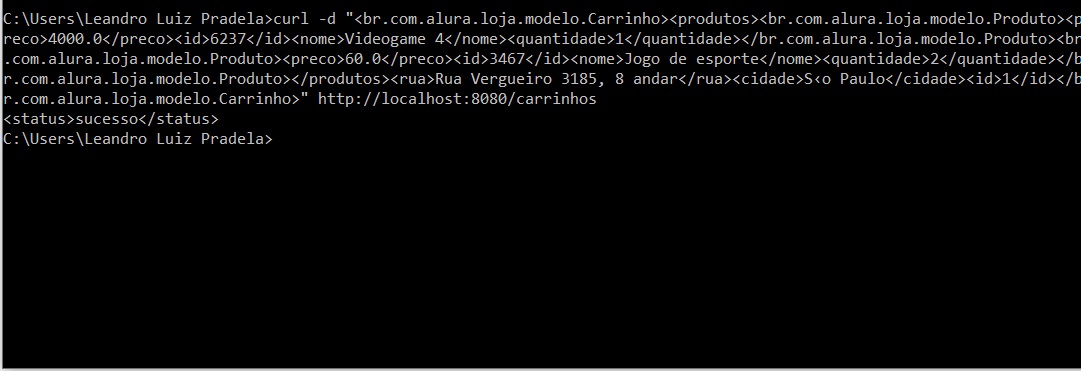 C:\Users\Leandro Luiz Pradela>curl -d "<br.com.alura.loja.modelo.Carrinho><produtos><br.com.alura.loja.modelo.Produto><p
reco>4000.0</preco><id>6237</id><nome>Videogame 4</nome><quantidade>1</quantidade></br.com.alura.loja.modelo.Produto><br
.com.alura.loja.modelo.Produto><preco>60.0</preco><id>3467</id><nome>Jogo de esporte</nome><quantidade>2</quantidade></b
r.com.alura.loja.modelo.Produto></produtos><rua>Rua Vergueiro 3185, 8 andar</rua><cidade>S‹o Paulo</cidade><id>1</id></b
r.com.alura.loja.modelo.Carrinho>" http://localhost:8080/carrinhos
<status>sucesso</status>
C:\Users\Leandro Luiz Pradela>